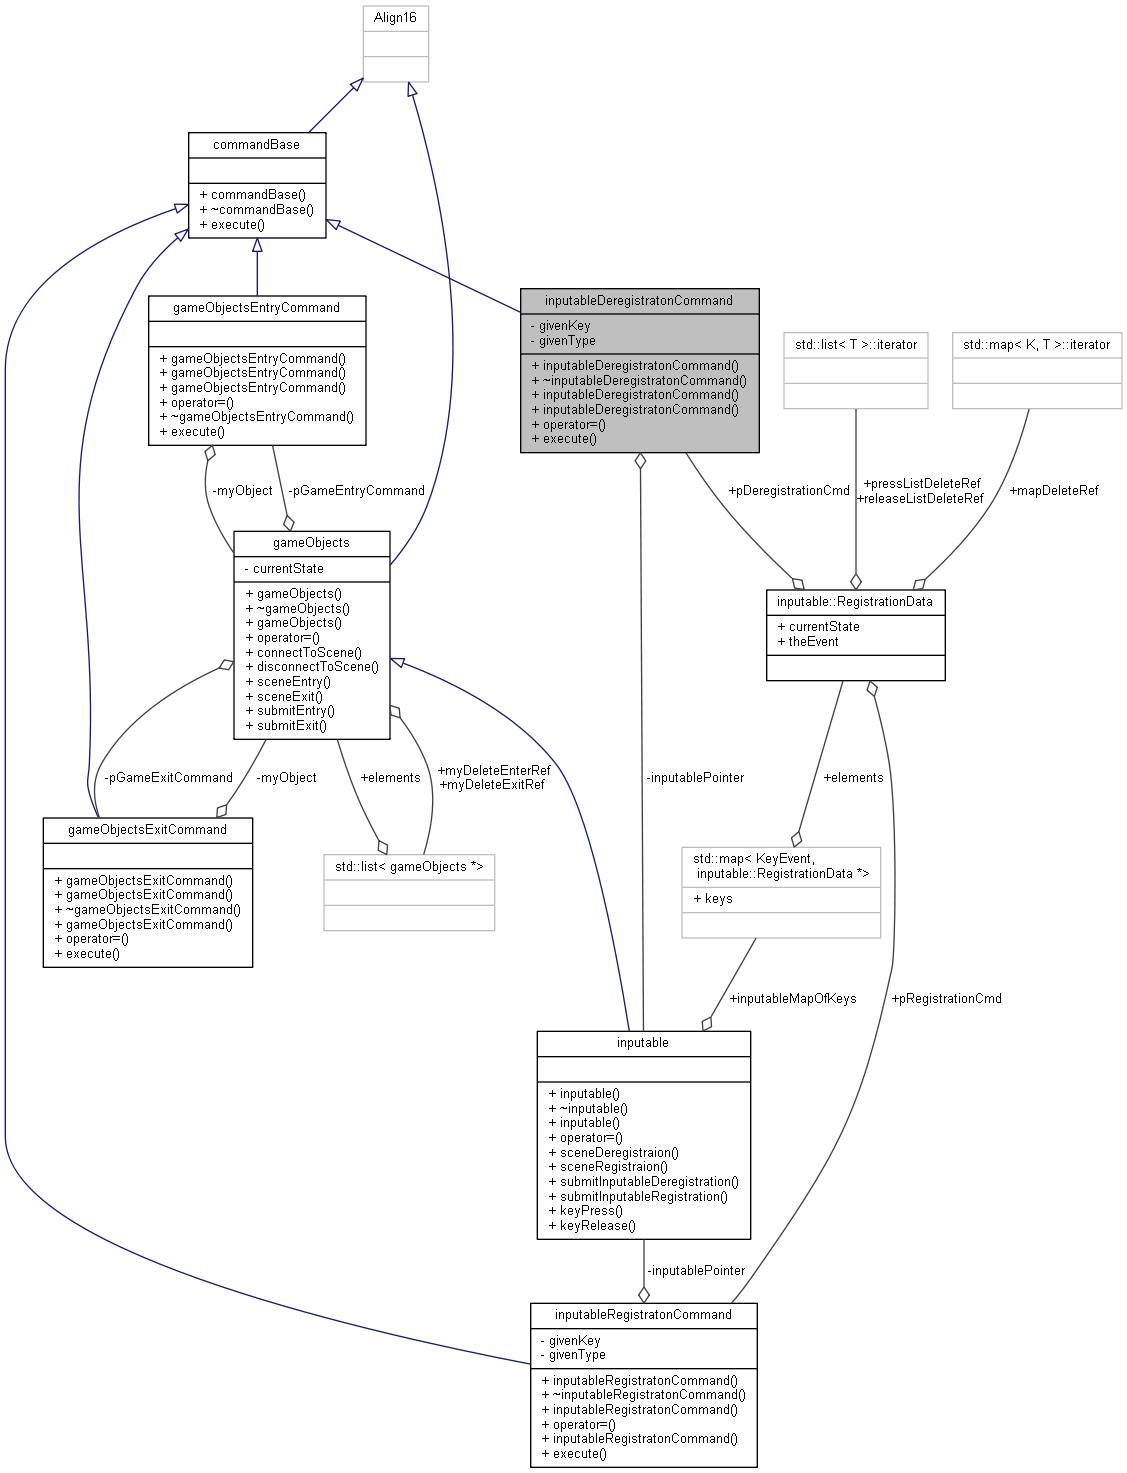 Align16
commandBase
+ commandBase()
+ ~commandBase()
+ execute()
gameObjectsEntryCommand
+ gameObjectsEntryCommand()
+ gameObjectsEntryCommand()
+ gameObjectsEntryCommand()
+ operator=()
+ ~gameObjectsEntryCommand()
+ execute()
inputableDeregistratonCommand
- givenKey
- givenType
+ inputableDeregistratonCommand()
+ ~inputableDeregistratonCommand()
+ inputableDeregistratonCommand()
+ inputableDeregistratonCommand()
+ operator=()
+ execute()
std::list< T >::iterator
std::map< K, T >::iterator
-myObject
-pGameEntryCommand
+pDeregistrationCmd
+pressListDeleteRef
+releaseListDeleteRef
+mapDeleteRef
gameObjects
- currentState
+ gameObjects()
+ ~gameObjects()
+ gameObjects()
+ operator=()
+ connectToScene()
+ disconnectToScene()
+ sceneEntry()
+ sceneExit()
+ submitEntry()
+ submitExit()
inputable::RegistrationData
+ currentState
+ theEvent
-pGameExitCommand
-myObject
+elements
+myDeleteEnterRef
+myDeleteExitRef
-inputablePointer
+elements
gameObjectsExitCommand
+ gameObjectsExitCommand()
+ gameObjectsExitCommand()
+ ~gameObjectsExitCommand()
+ gameObjectsExitCommand()
+ operator=()
+ execute()
std::list< gameObjects *>
std::map< KeyEvent,
inputable::RegistrationData *>
+ keys
+inputableMapOfKeys
+pRegistrationCmd
inputable
+ inputable()
+ ~inputable()
+ inputable()
+ operator=()
+ sceneDeregistraion()
+ sceneRegistraion()
+ submitInputableDeregistration()
+ submitInputableRegistration()
+ keyPress()
+ keyRelease()
-inputablePointer
inputableRegistratonCommand
- givenKey
- givenType
+ inputableRegistratonCommand()
+ ~inputableRegistratonCommand()
+ inputableRegistratonCommand()
+ operator=()
+ inputableRegistratonCommand()
+ execute()